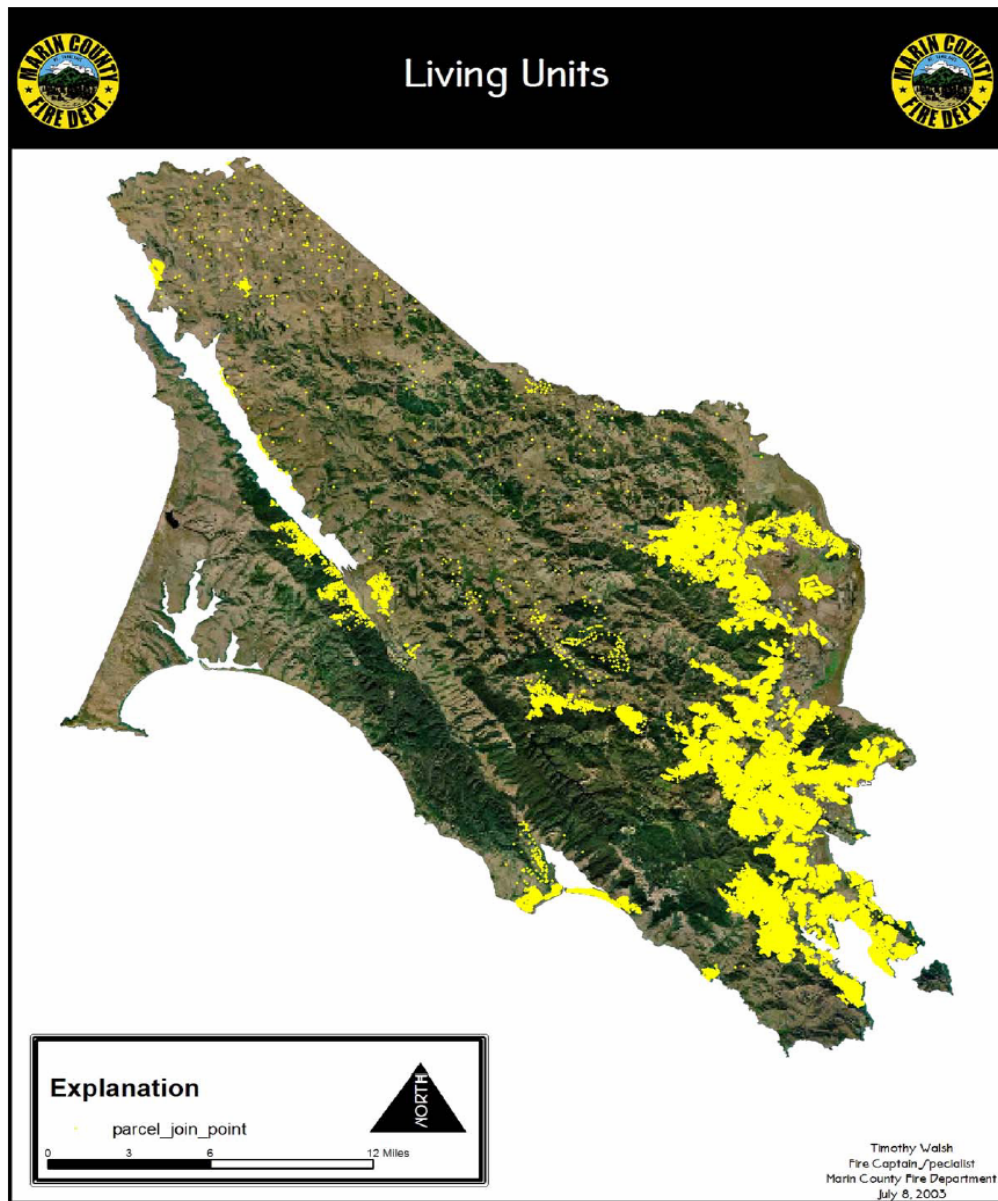 MARIN COUNTY
FIRE DEPT.
Living Units
MARIN COUNTY
FIRE DEPT.
Explanation
parcel_join_point
0 3 6 12 Miles
NORTH
Timothy Walsh
Fire Captain Specialist
Marin County Fire Department
July 8, 2003